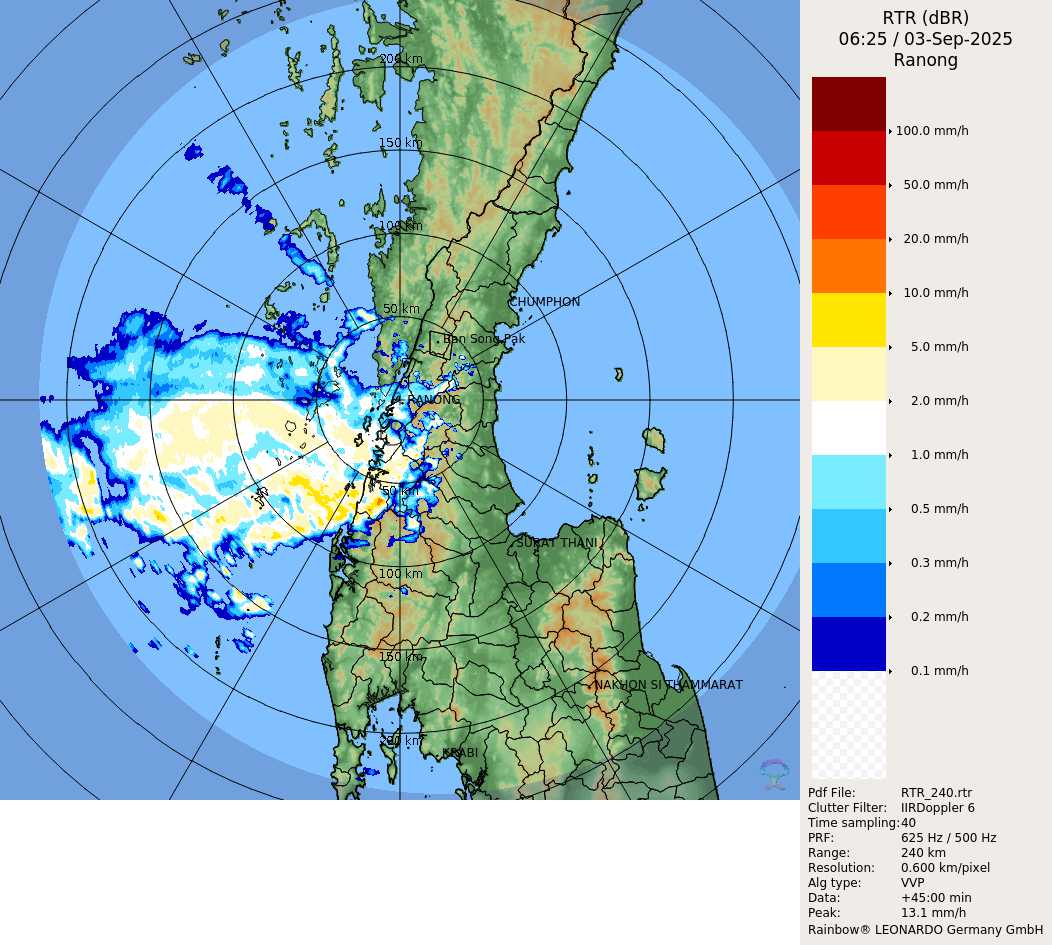 RTR (dBR)
06:25 / 03-Sep-2025
Ranong
100.0 mm/h
50.0 mm/h
20.0 mm/h
10.0 mm/h
5.0 mm/h
2.0 mm/h
1.0 mm/h
0.5 mm/h
0.3 mm/h
0.2 mm/h
0.1 mm/h
200 km
150 km
100 km
50 km
CHUMPHON
Ban Song Pak
RANONG
50 km
SURAT THANI
100 km
150 km
NAKHON SI THAMMARAT
200 km
KRABI
Pdf File: RTR_240.rtr
Clutter Filter: IIRDoppler 6
Time sampling:40
PRF: 625 Hz / 500 Hz
Range: 240 km
Resolution: 0.600 km/pixel
Alg type: VVP
Data: +45:00 min
Peak: 13.1 mm/h
Rainbow® LEONARDO Germany GmbH